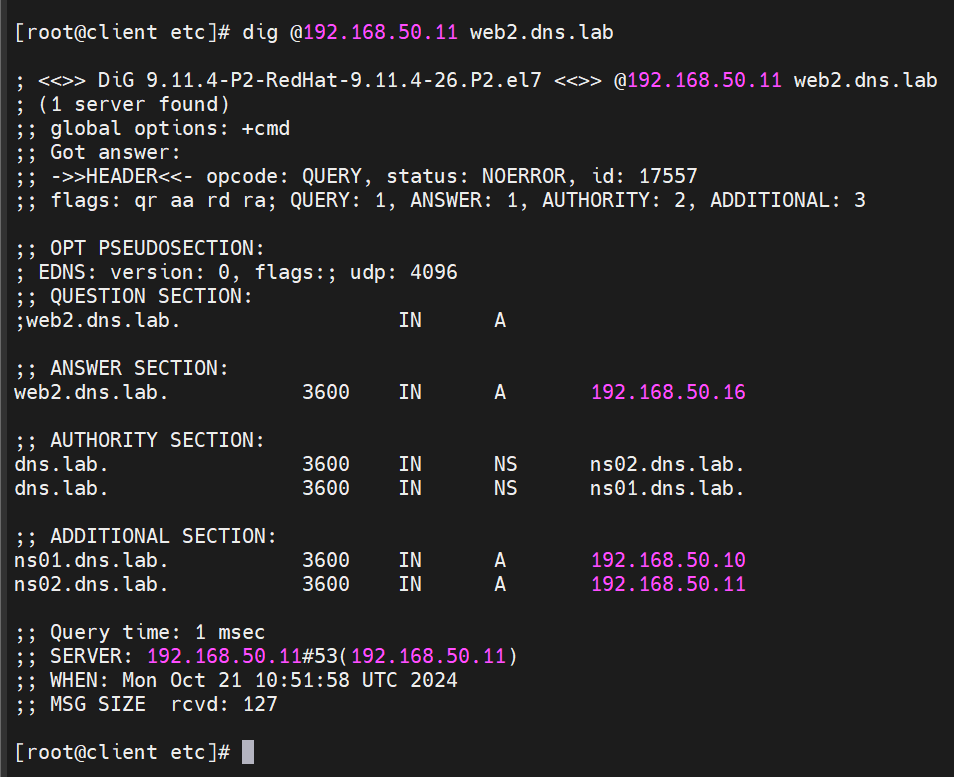 [root@client etc]# dig @192.168.50.11 web2.dns.lab
; <<>> DiG 9.11.4-P2-RedHat-9.11.4-26.P2.el7 <<>> @192.168.50.11 web2.dns.lab
; (1 server found)
;; global options: +cmd
;; Got answer:
;; ->>HEADER<<- opcode: QUERY, status: NOERROR, id: 17557
;; flags: qr aa rd ra; QUERY: 1, ANSWER: 1, AUTHORITY: 2, ADDITIONAL: 3
;; OPT PSEUDOSECTION:
; EDNS: version: 0, flags:; udp: 4096
;; QUESTION SECTION:
;web2.dns.lab. IN A
;; ANSWER SECTION:
web2.dns.lab. 3600 IN A 192.168.50.16
;; AUTHORITY SECTION:
dns.lab. 3600 IN NS ns02.dns.lab.
dns.lab. 3600 IN NS ns01.dns.lab.
;; ADDITIONAL SECTION:
ns01.dns.lab. 3600 IN A 192.168.50.10
ns02.dns.lab. 3600 IN A 192.168.50.11
;; Query time: 1 msec
;; SERVER: 192.168.50.11#53(192.168.50.11)
;; WHEN: Mon Oct 21 10:51:58 UTC 2024
;; MSG SIZE  rcvd: 127
[root@client etc]#